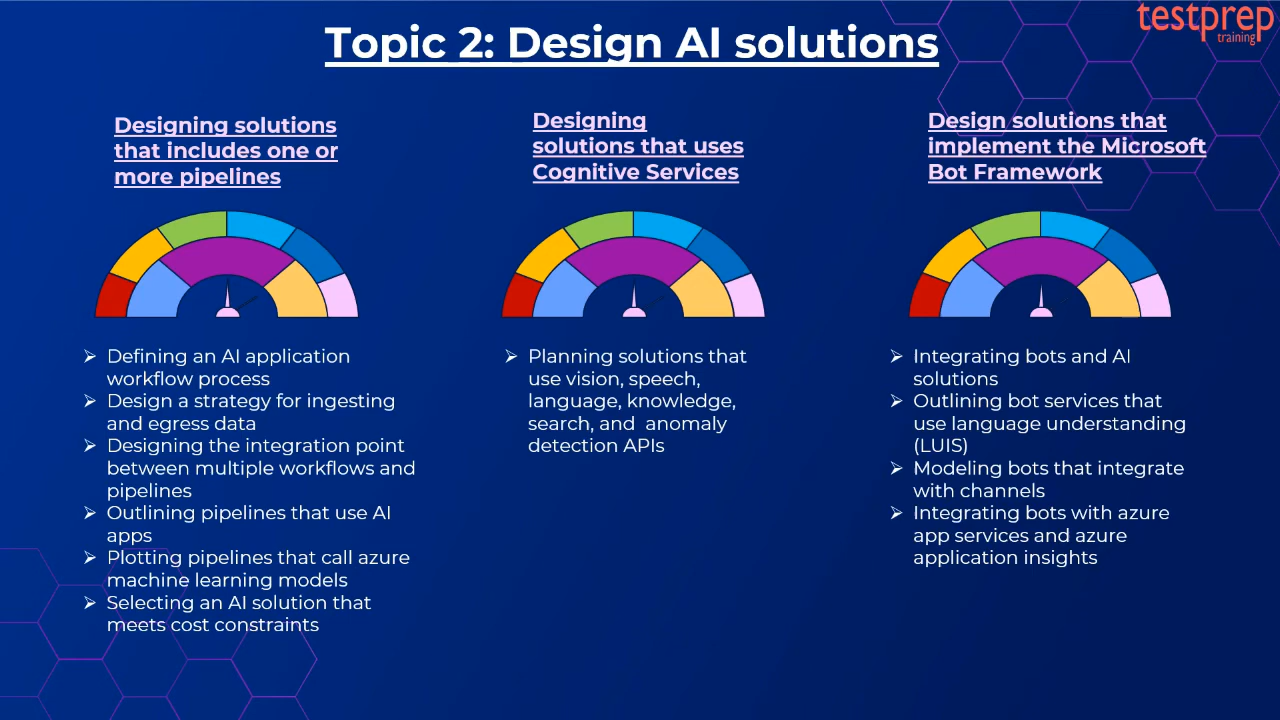 testprep
training
Topic 2: Design AI solutions
Designing solutions
that includes one or
more pipelines
➢ Defining an AI application
workflow process
➢ Design a strategy for ingesting
and egress data
➢ Designing the integration point
between multiple workflows and
pipelines
➢ Outlining pipelines that use AI
apps
➢ Plotting pipelines that call azure
machine learning models
➢ Selecting an AI solution that
meets cost constraints
Designing
solutions that uses
Cognitive Services
➢ Planning solutions that
use vision, speech,
language, knowledge,
search, and  anomaly
detection APIs
Design solutions that
implement the Microsoft
Bot Framework
➢ Integrating bots and AI
solutions
➢ Outlining bot services that
use language understanding
(LUIS)
➢ Modeling bots that integrate
with channels
➢ Integrating bots with azure
app services and azure
application insights